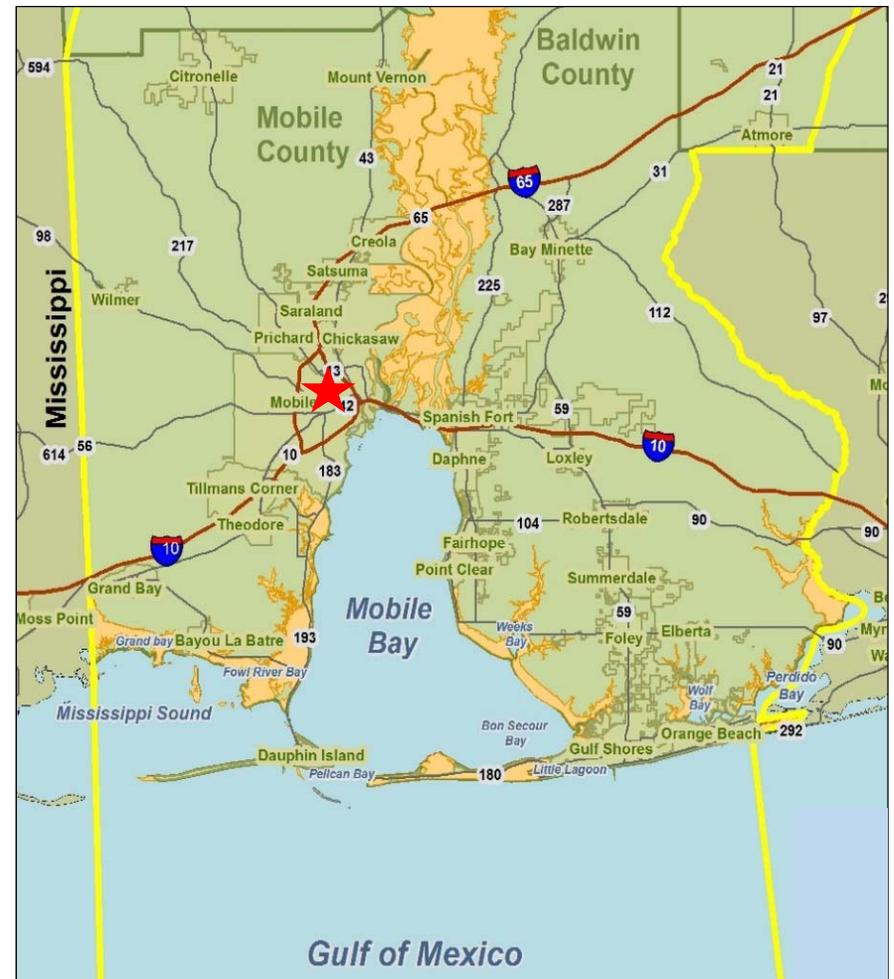 Baldwin
County
594
Citronelle
Mount Vernon
21
21
Mobile
County
Atmore
43
31
65
287
65
98
217
Creola
Bay Minette
Satsuma
225
Mississippi
Wilmer
Saraland
112
97
Prichard
Chickasaw
Mobile
Spanish Fort
59
614
56
10
183
Daphne
Loxley
10
Tillmans Corner
Theodore
104
Robertsdale
90
90
10
Fairhope
Point Clear
Grand Bay
Summerdale
Moss Point
Mobile
Bay
59
Weeks
Bay
Foley
Elberta
90
Grand bay
Bayou La Batre
193
Fowl River Bay
Perdido
Bay
Wolf
Bay
Mississippi Sound
Bon Secour
Bay
Orange Beach
292
Dauphin Island
Gulf Shores
Pelican Bay
180
Little Lagoon
Gulf of Mexico